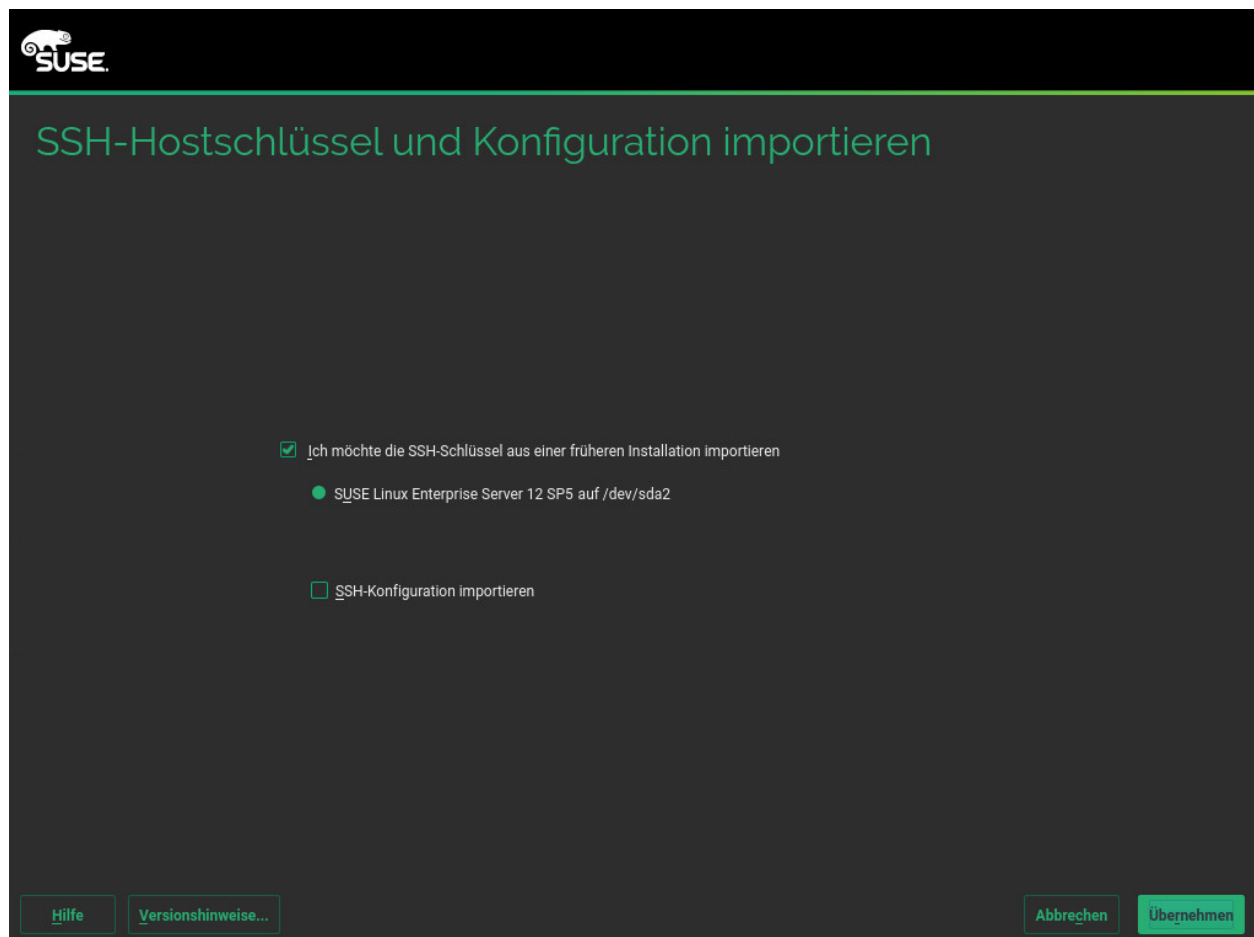 SUSE.
SSH-Hostschlüssel und Konfiguration importieren
Ich möchte die SSH-Schlüssel aus einer früheren Installation importieren
SUSE Linux Enterprise Server 12 SP5 auf /dev/sda2
SSH-Konfiguration importieren
Hilfe Versionshinweise... Abbrechen Übernehmen